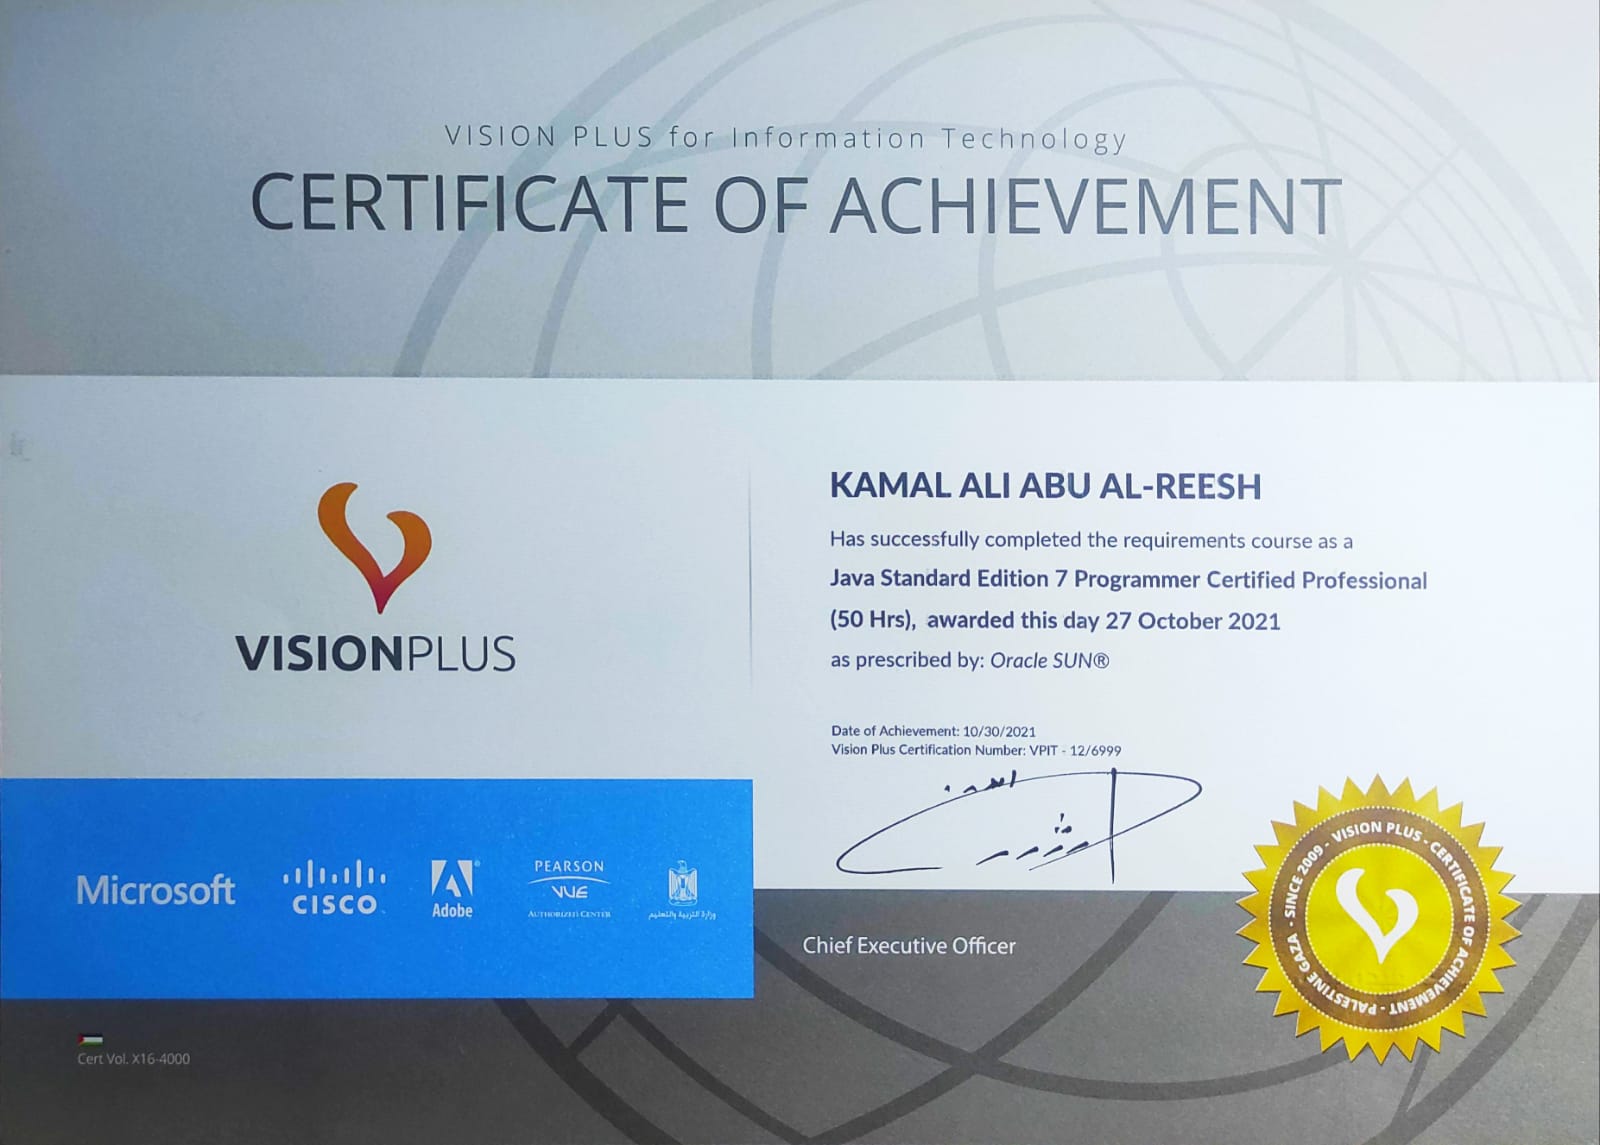 VISION PLUS for Information Technology
CERTIFICATE OF ACHIEVEMENT
VISIONPLUS
KAMAL ALI ABU AL-REESH
Has successfully completed the requirements course as a
Java Standard Edition 7 Programmer Certified Professional
(50 Hrs), awarded this day 27 October 2021
as prescribed by: Oracle SUN®
Date of Achievement: 10/30/2021
Vision Plus Certification Number: VPIT - 12/6999
Chief Executive Officer
Microsoft
CISCO
Adobe
PEARSON
VUE
AUTHORIZED CENTER
وزارة التربية والتعليم
VISION PLUS - CERTIFICATE OF ACHIEVEMENT - PALESTINE GAZA - SINCE 2009 -
Cert Vol. X16-4000